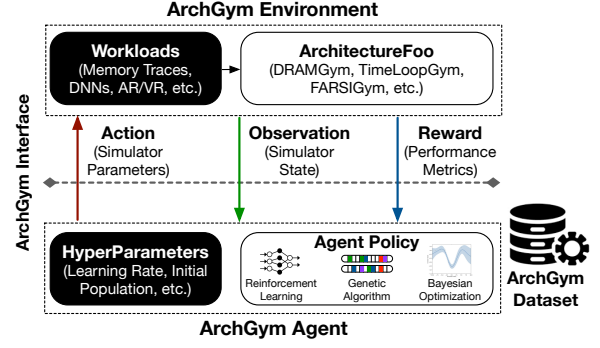 ArchGym Environment
Workloads
(Memory Traces,
DNNs, AR/VR, etc.)
ArchitectureFoo
(DRAMGym, TimeLoopGym,
FARSIGym, etc.)
ArchGym Interface
Action
(Simulator
Parameters)
Observation
(Simulator
State)
Reward
(Performance
Metrics)
HyperParameters
(Learning Rate, Initial
Population, etc.)
Agent Policy
Reinforcement
Learning
Genetic
Algorithm
Bayesian
Optimization
ArchGym
Dataset
ArchGym Agent